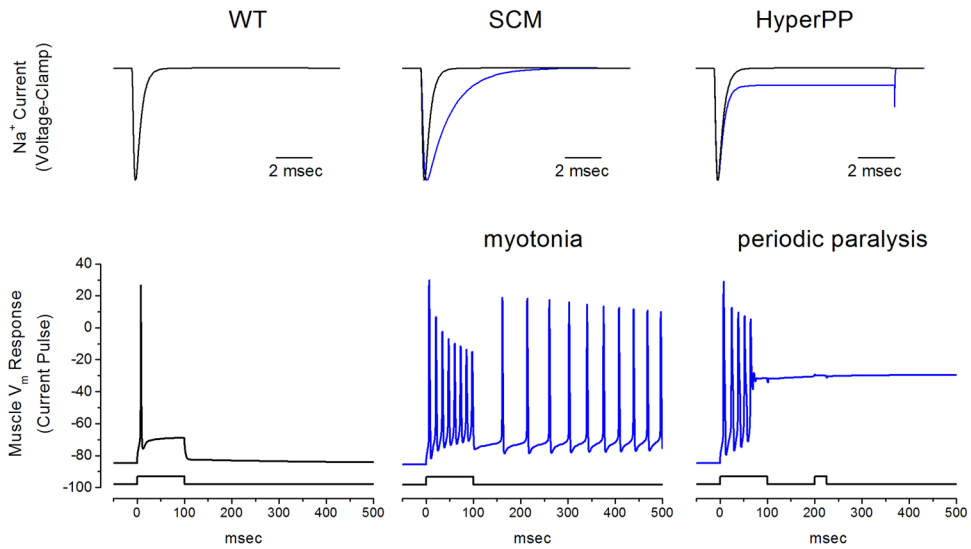 WT SCM HyperPP
Na+ Current
(Voltage-Clamp)
2 msec 2 msec 2 msec
myotonia periodic paralysis
Muscle Vm Response
(Current Pulse)
40
20
0
-20
-40
-60
-80
-100
0 100 200 300 400 500 0 100 200 300 400 500 0 100 200 300 400 500
msec msec msec